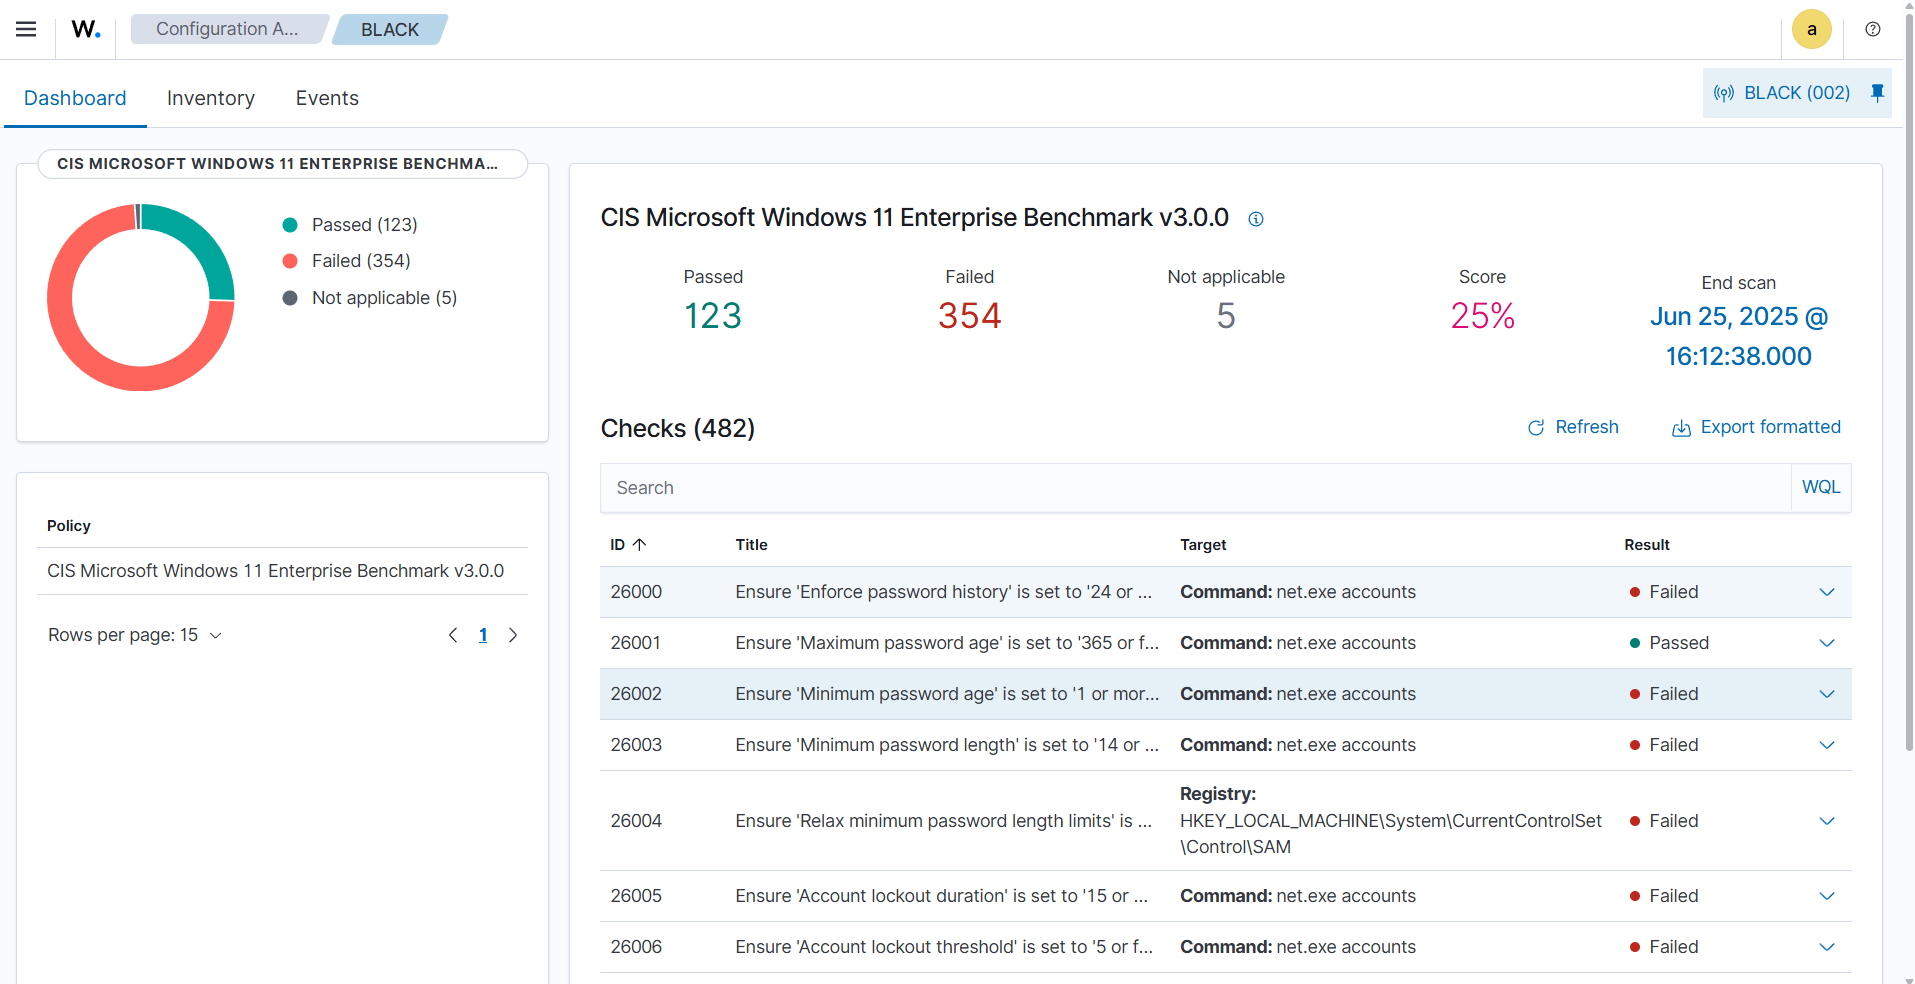 W.
Configuration A...
BLACK
a
Dashboard
Inventory
Events
BLACK (002)
CIS MICROSOFT WINDOWS 11 ENTERPRISE BENCHMA...
Passed (123)
Failed (354)
Not applicable (5)
Policy
CIS Microsoft Windows 11 Enterprise Benchmark v3.0.0
Rows per page: 15
1
CIS Microsoft Windows 11 Enterprise Benchmark v3.0.0
Passed
123
Failed
354
Not applicable
5
Score
25%
End scan
Jun 25, 2025 @
16:12:38.000
Checks (482)
Refresh
Export formatted
Search
WQL
ID Title Target Result
26000 Ensure 'Enforce password history' is set to '24 or ... Command: net.exe accounts Failed
26001 Ensure 'Maximum password age' is set to '365 or f... Command: net.exe accounts Passed
26002 Ensure 'Minimum password age' is set to '1 or mor... Command: net.exe accounts Failed
26003 Ensure 'Minimum password length' is set to '14 or ... Command: net.exe accounts Failed
26004 Ensure 'Relax minimum password length limits' is ... Registry:
HKEY_LOCAL_MACHINE\System\CurrentControlSet
\Control\SAM Failed
26005 Ensure 'Account lockout duration' is set to '15 or ... Command: net.exe accounts Failed
26006 Ensure 'Account lockout threshold' is set to '5 or f... Command: net.exe accounts Failed